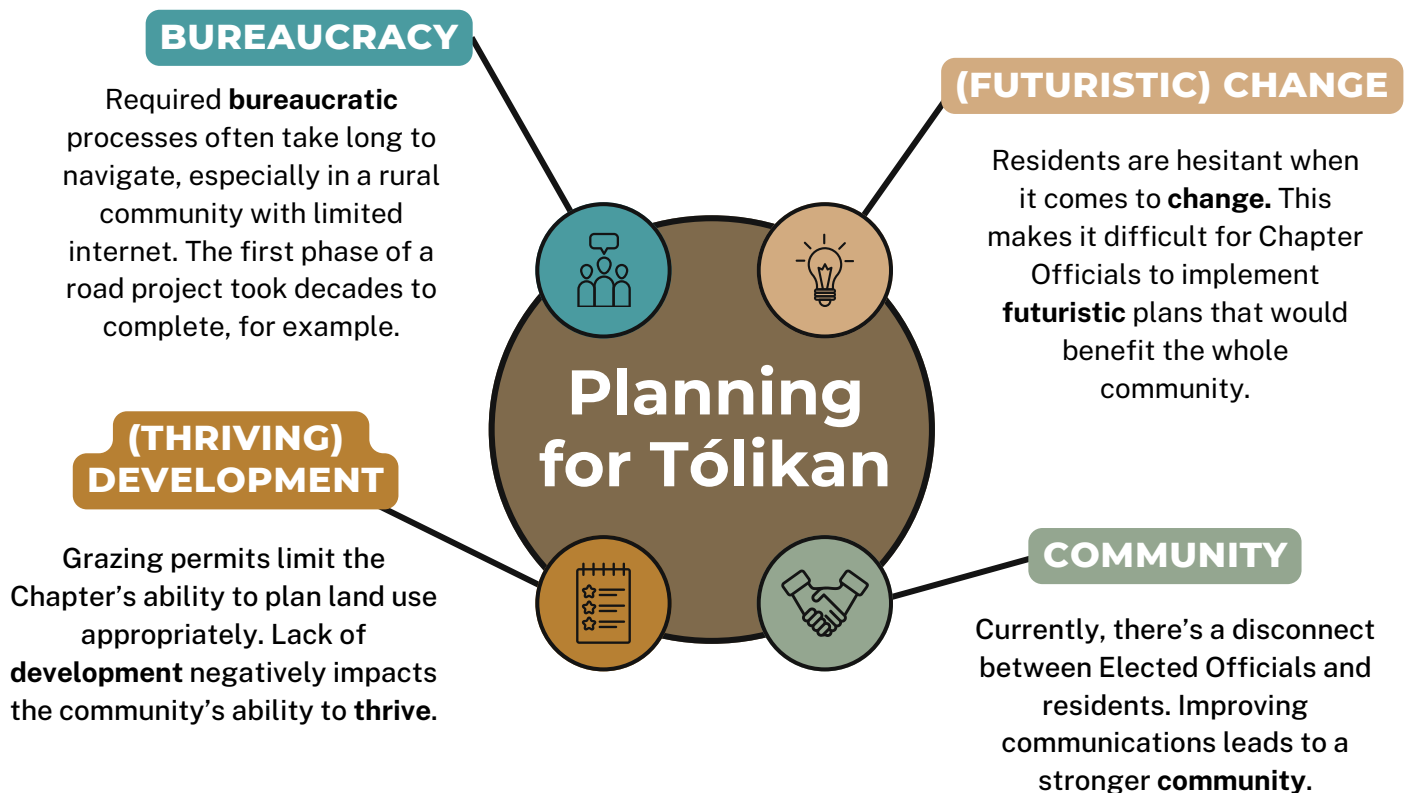 BUREAUCRACY
Required bureaucratic
processes often take long to
navigate, especially in a rural
community with limited
internet. The first phase of a
road project took decades to
complete, for example.
(FUTURISTIC) CHANGE
Residents are hesitant when
it comes to change. This
makes it difficult for Chapter
Officials to implement
futuristic plans that would
benefit the whole
community.
Planning
for Tólikan
(THRIVING)
DEVELOPMENT
Grazing permits limit the
Chapter’s ability to plan land use
appropriately. Lack of
development negatively impacts
the community’s ability to thrive.
COMMUNITY
Currently, there’s a disconnect
between Elected Officials and
residents. Improving
communications leads to a
stronger community.